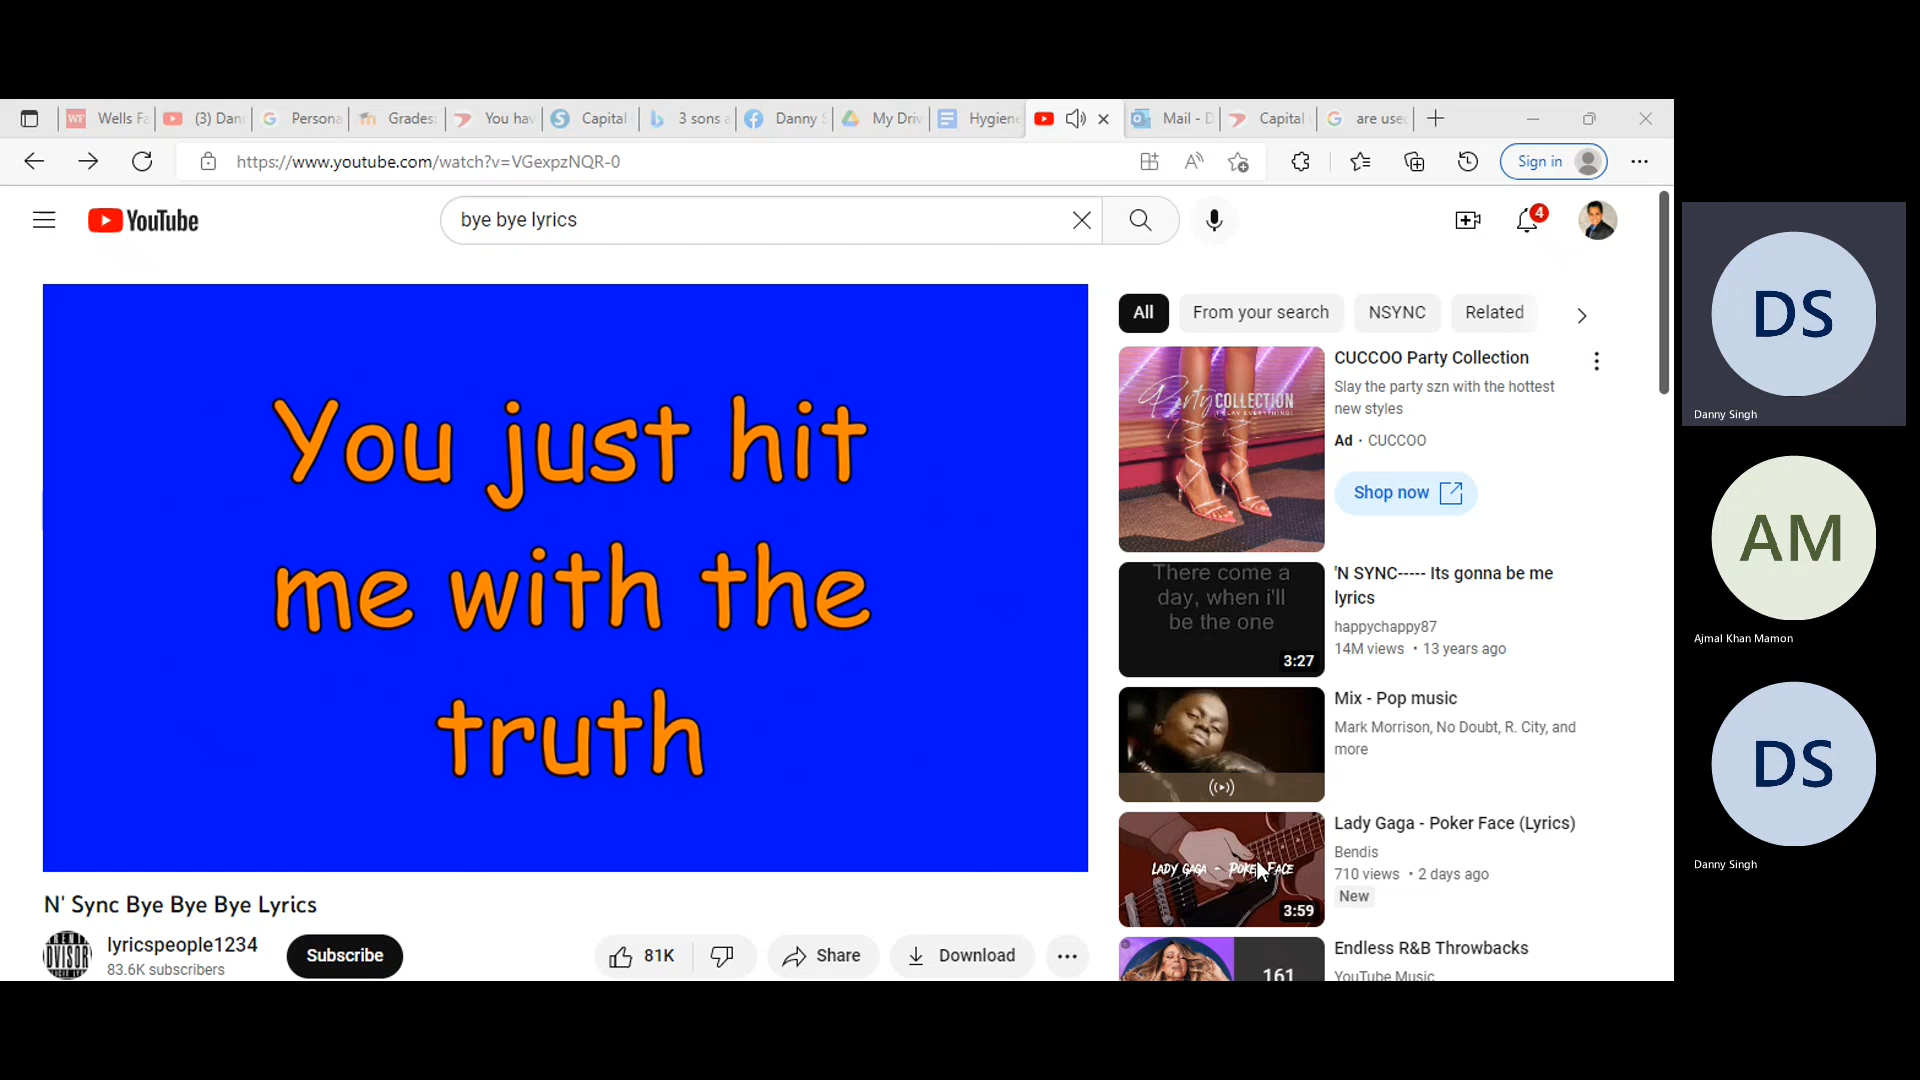 Wells Fa
(3) Dann
Persona
Grades:
You hav
Capital
3 sons a
Danny S
My Driv
Hygiene
Mail - D
Capital
are used
https://www.youtube.com/watch?v=VGexpzNQR-0
Sign in
YouTube
bye bye lyrics
4
You just hit
me with the
truth
N' Sync Bye Bye Bye Lyrics
lyricspeople1234
83.6K subscribers
Subscribe
81K
Share
Download
All
From your search
NSYNC
Related
Party COLLECTION
CUCCOO Party Collection
Slay the party szn with the hottest
new styles
Ad · CUCCOO
Shop now
There come a
day, when i'll
be the one
3:27
'N SYNC----- Its gonna be me
lyrics
happychappy87
14M views • 13 years ago
Mix - Pop music
Mark Morrison, No Doubt, R. City, and
more
LADY GAGA - POKER FACE
3:59
Lady Gaga - Poker Face (Lyrics)
Bendis
710 views • 2 days ago
New
161
Endless R&B Throwbacks
YouTube Music
DS
Danny Singh
AM
Ajmal Khan Mamon
DS
Danny Singh